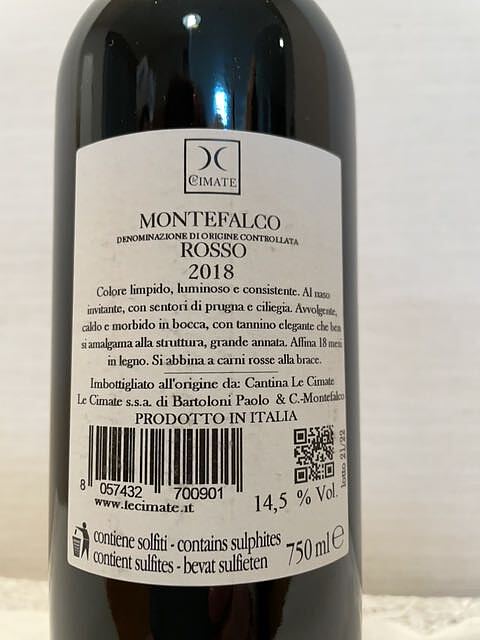 LE CIMATE
MONTEFALCO
DENOMINAZIONE DI ORIGINE CONTROLLATA
ROSSO
2018
Colore limpido, luminoso e consistente. Al naso
invitante, con sentori di prugna e ciliegia. Avvolgente,
caldo e morbido in bocca, con tannino elegante che ben
si amalgama alla struttura, grande annata. Affina 18 mesi
in legno. Si abbina a carni rosse alla brace.
Imbottigliato all'origine da: Cantina Le Cimate
Le Cimate s.s.a. di Bartoloni Paolo & C.-Montefalco
PRODOTTO IN ITALIA
8 057432 700901
www.lecimate.it
14,5 % Vol.
lotto 21/22
contiene solfiti - contains sulphites
contient sulfites - bevat sulfieten
750 ml e